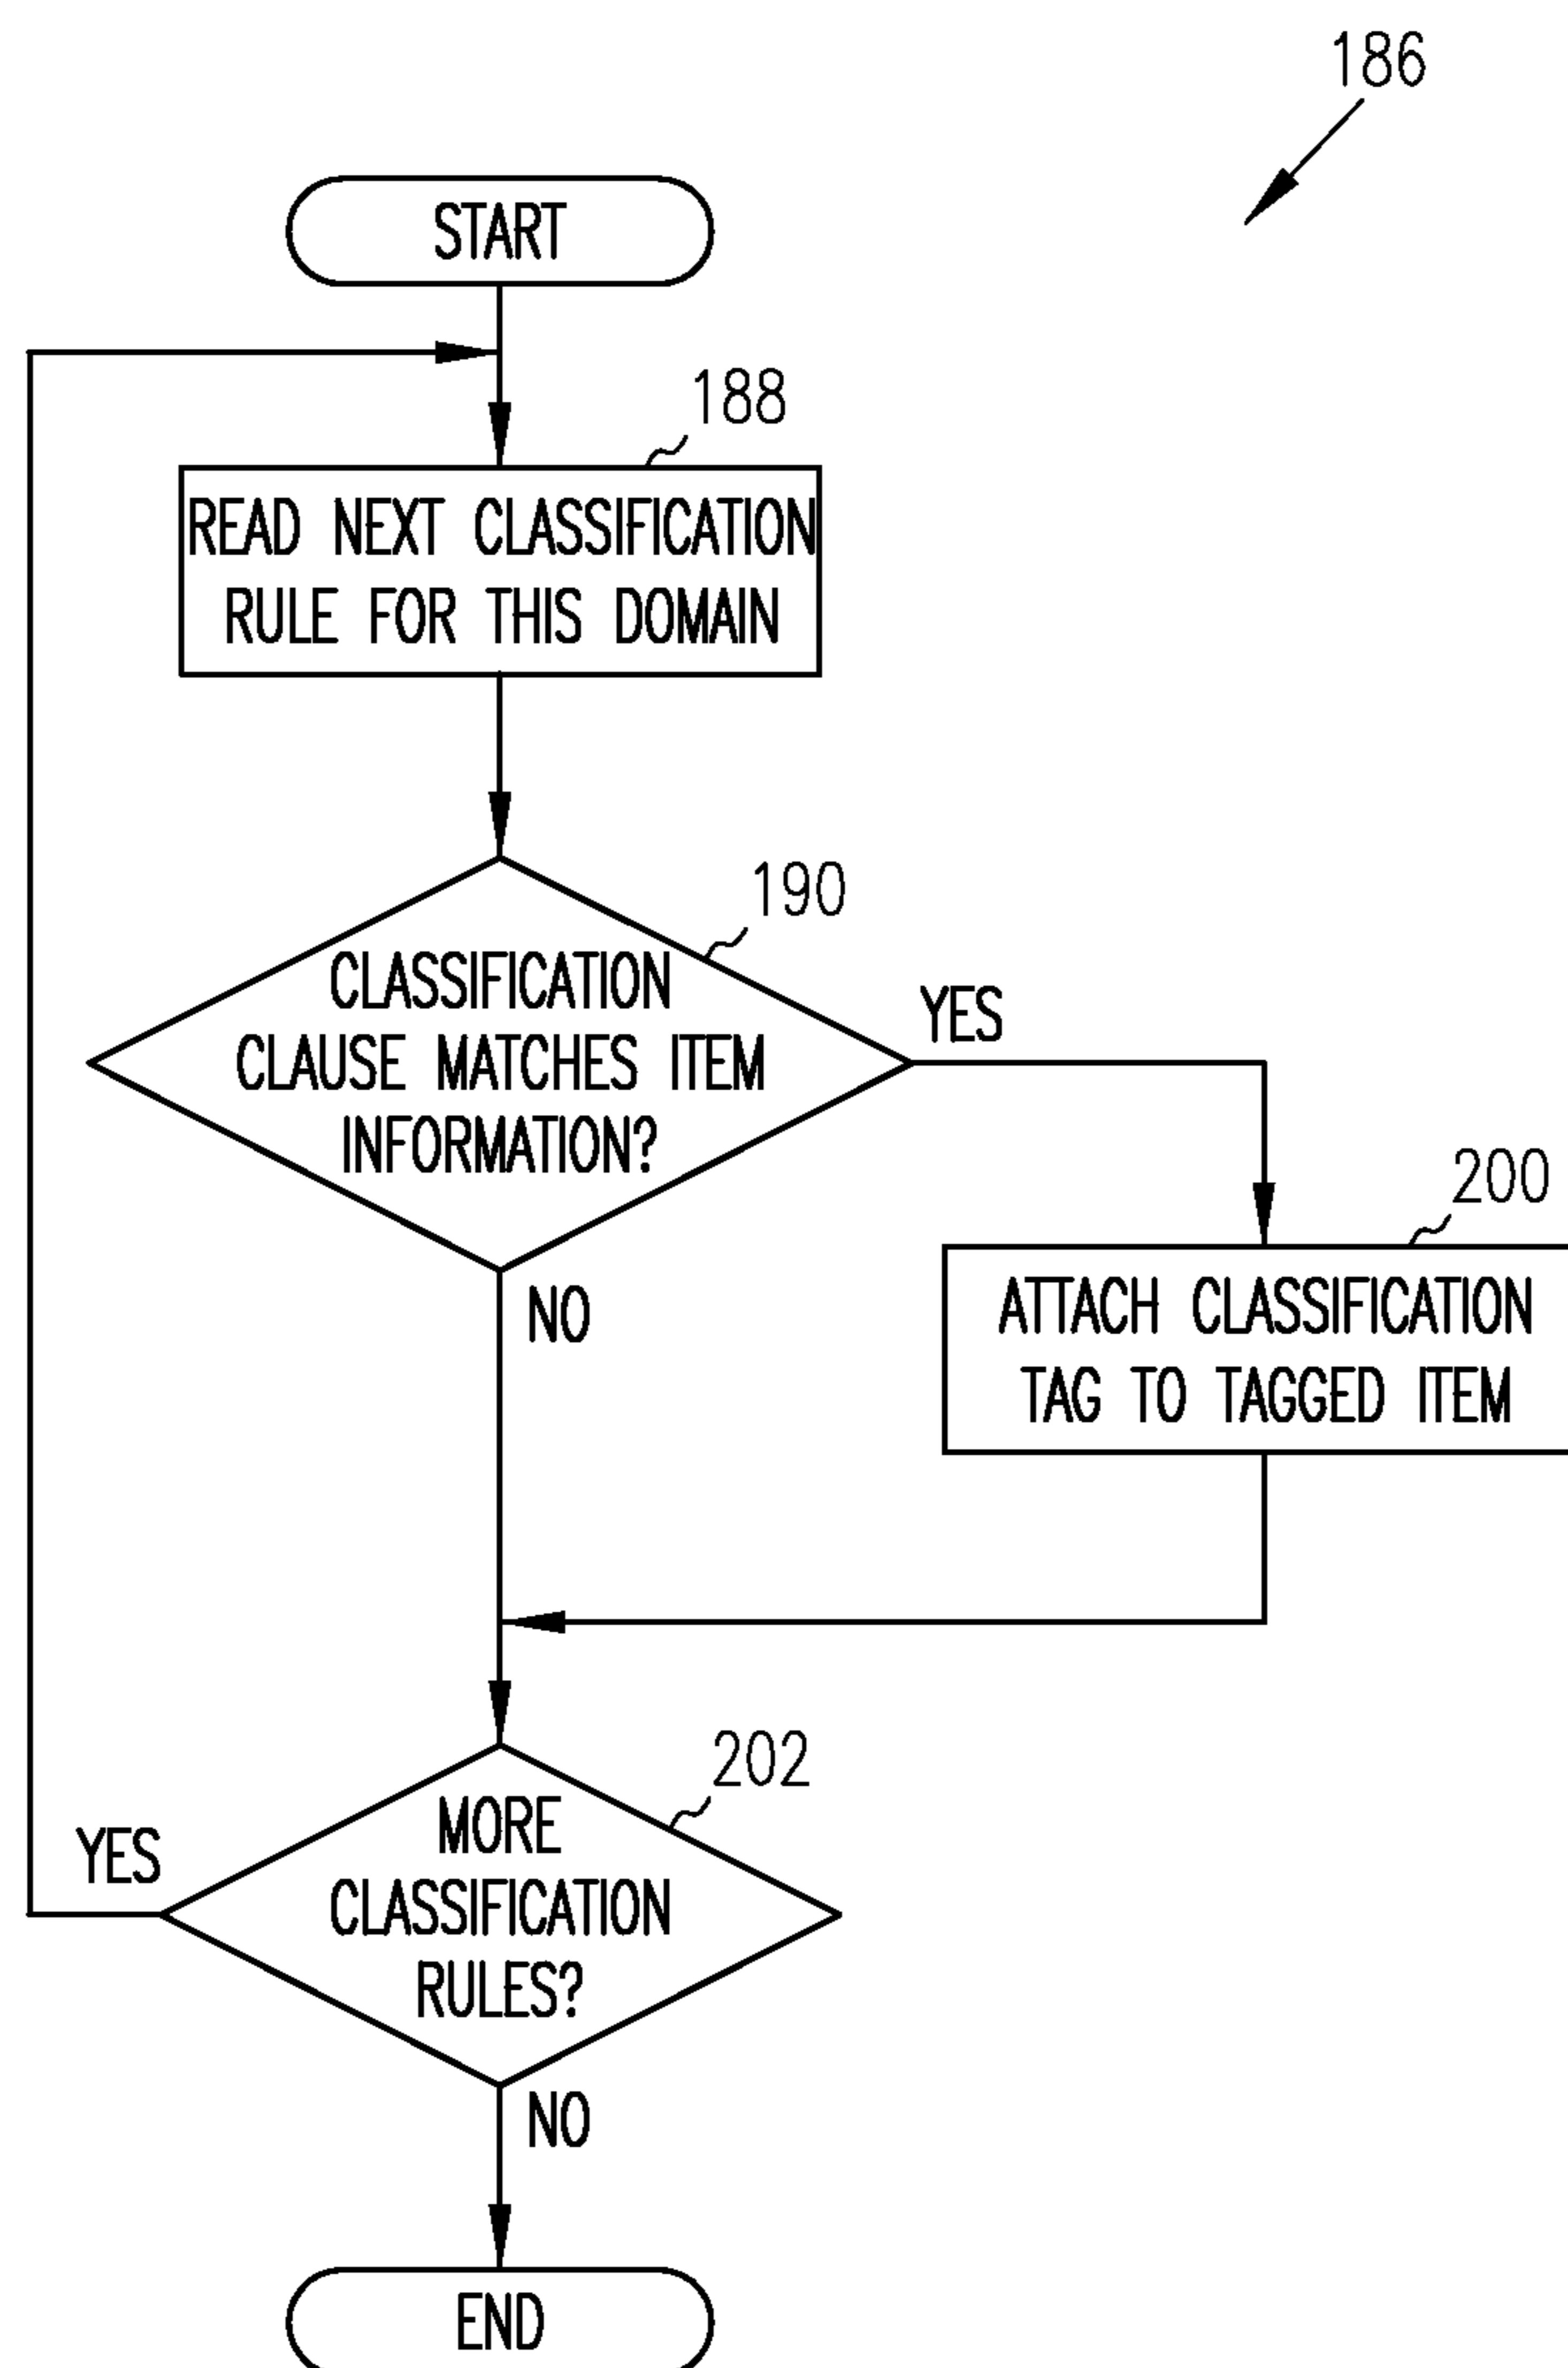 186
START
188
READ NEXT CLASSIFICATION
RULE FOR THIS DOMAIN
190
CLASSIFICATION
CLAUSE MATCHES ITEM
INFORMATION?
YES
NO
200
ATTACH CLASSIFICATION
TAG TO TAGGED ITEM
202
MORE
CLASSIFICATION
RULES?
YES
NO
END